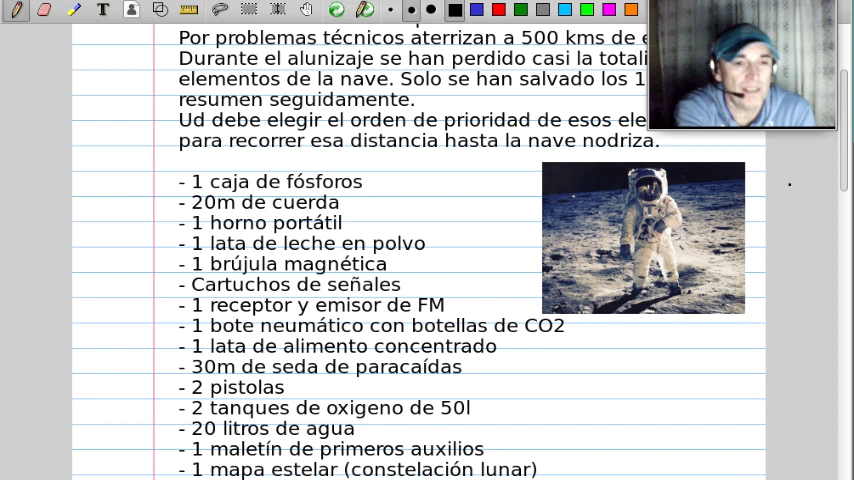 Por problemas técnicos aterrizan a 500 kms de
Durante el alunizaje se han perdido casi la
elementos de la nave. Solo se han salvado los
resumen seguidamente.
Ud debe elegir el orden de prioridad de esos
para recorrer esa distancia hasta la nave nodriza.
- 1 caja de fósforos
- 20m de cuerda
- 1 horno portátil
- 1 lata de leche en polvo
- 1 brújula magnética
- Cartuchos de señales
- 1 receptor y emisor de FM
- 1 bote neumático con botellas de CO2
- 1 lata de alimento concentrado
- 30m de seda de paracaídas
- 2 pistolas
- 2 tanques de oxigeno de 50l
- 20 litros de agua
- 1 maletín de primeros auxilios
- 1 mapa estelar (constelación lunar)